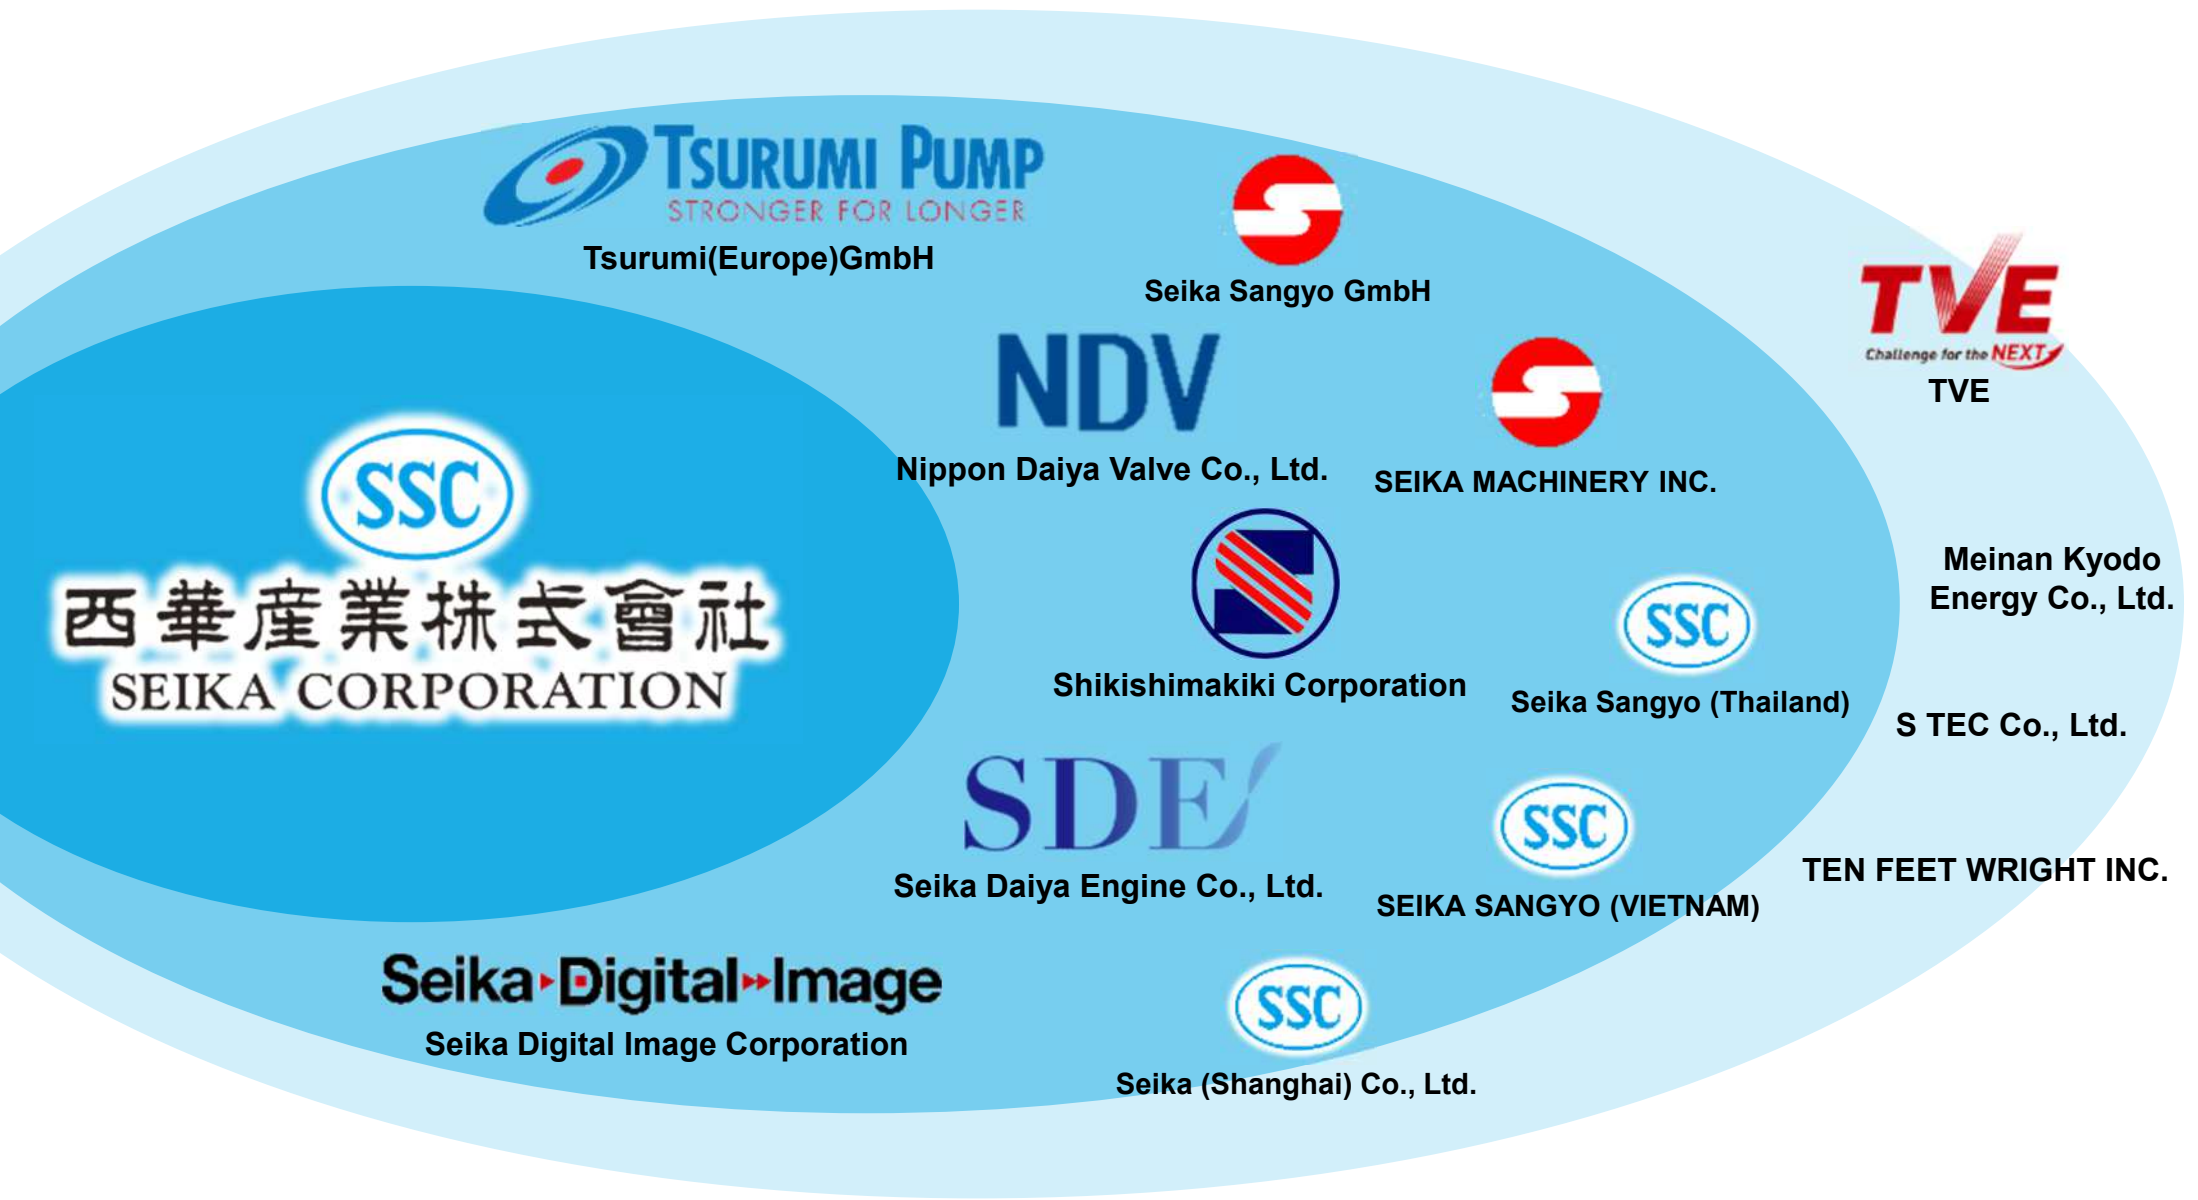 TSURUMI PUMP
STRONGER FOR LONGER
Tsurumi(Europe)GmbH
Seika Sangyo GmbH
TVE
Challenge for the NEXT
TVE
NDV
Nippon Daiya Valve Co., Ltd.
SEIKA MACHINERY INC.
SSC
西華産業株式會社
SEIKA CORPORATION
Shikishimakiki Corporation
SSC
Seika Sangyo (Thailand)
Meinan Kyodo
Energy Co., Ltd.
S TEC Co., Ltd.
SDE
Seika Daiya Engine Co., Ltd.
SSC
SEIKA SANGYO (VIETNAM)
TEN FEET WRIGHT INC.
Seika Digital Image
Seika Digital Image Corporation
SSC
Seika (Shanghai) Co., Ltd.